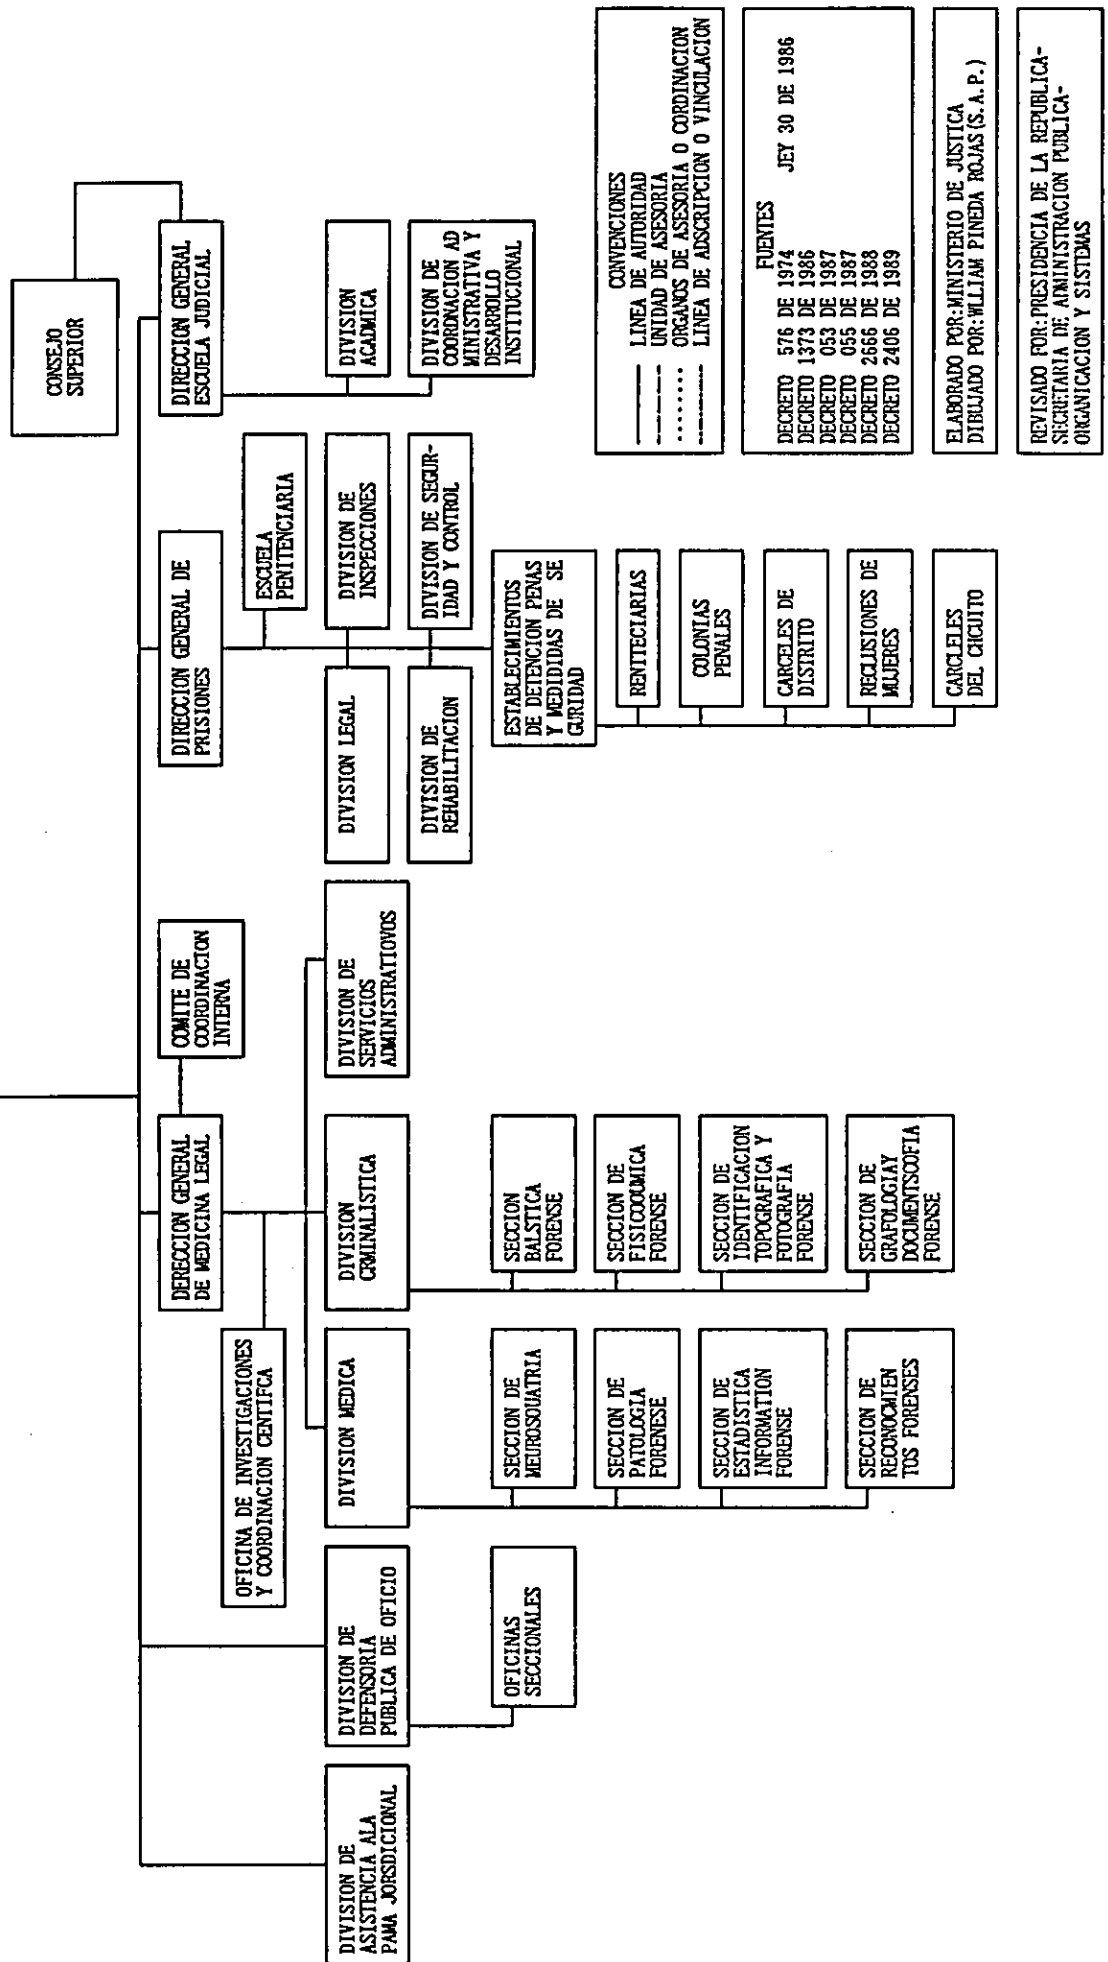 CONSEJO
SUPERIOR
DERECCION GENERAL
DE MEDICINA LEGAL
COMITE DE
COORDINACION
INTERNA
DIRECCION GENERAL DE
PRISIONES
DIRECCION GENERAL
ESCUELA JUDICIAL
OFICINA DE INVESTIGACIONES
Y COORDINACION CENTIFCA
ESCUELA
PENITENCIARIA
DIVISION DE
ASISTENCIA ALA
PAMA JORSDICIONAL
DIVISION DE
DEFENSORIA
PUBLICA DE OFICIO
DIVISION MEDICA
DIVISION
CRMINALISTICA
DIVISION DE
SERVICIOS
ADMINISTRATIOVOS
DIVISION LEGAL
DIVISION DE
INSPECCIONES
DIVISION
ACADMICA
DIVISION DE
REHABILITACION
DIVISION DE SEGUR-
IDAD Y CONTROL
DIVISION DE
COORDNACION AD
MINISTRATIVA Y
DESARROLLO
INSTITUCIONAL
OFICINAS
SECCIONALES
SECCION DE
MEUROSOUATRIA
SECCION
BALSTICA
FORENSE
ESTABLECIMIENTOS
DE DETENCION PENAS
Y MEDIDIDAS DE SE
GURIDAD
SECCION DE
PATOLOGIA
FORENESE
SECCION DE
FISICOOUMICA
FORENSE
RENITECIARIAS
SECCION DE
ESTADISTICA
INFORMATION
FORENSE
SECCION DE
IDENTIFICACION
TOPOGRAFICA Y
FOTOGRAFIA
FORENSE
COLONIAS
PENALES
CARCELES DE
DISTRITO
SECCION DE
RECONOCMIEN
TOS FORENSES
SECCION DE
GRAFOLOGIAY
DOCUMENTSCOFIA
FORENSE
RECLUSIONES DE
MUJERES
CARCLELES
DEL CHCUITO
CONVENCIONES
LINEA DE AUTORIDAD
UNIDAD DE ASESORIA
ORGANOS DE ASESORIA O CORDINACION
LINEA DE ADSCRIPCION O VINCULACION
FUENTES
DECRETO 576 DE 1974 JEY 30 DE 1986
DECRETO 1373 DE 1986
DECRETO 053 DE 1987
DECRETO 055 DE 1987
DECRETO 2666 DE 1988
DECRETO 2406 DE 1989
ELABORADO PCR:MINISTERIO DE JUSTICA
DIBUJADO POR:WLLIAM PINEDA ROJAS(S.A.P.)
REVISADO FOR:PRESIDENCIA DE LA REPUBLICA-
SECRETARIA DE ADMINISTRACION PUBLICA-
ORGANICACION Y SISTEMAS